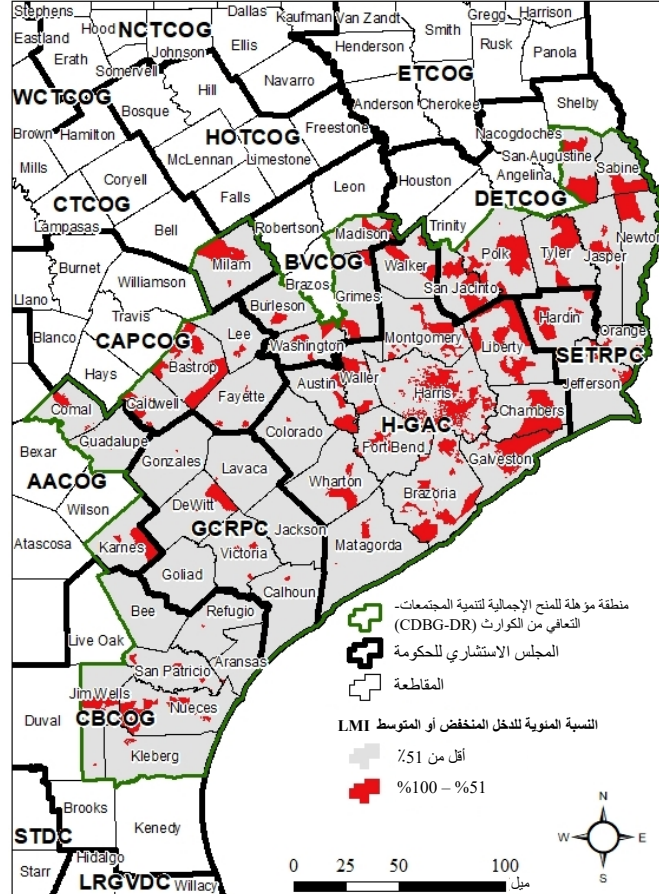 Stephens
Hood
NCTCOG
Dallas
Kaufman
Van Zandt
Gregg
Harrison
Eastland
Erath
Johnson
Ellis
Smith
Henderson
Rusk
Panola
Somervell
Hill
Navarro
ETCOG
WCTCOG
Bosque
Anderson
Cherokee
Shelby
Brown
Hamilton
HOTCOG
Freestone
Nacogdoches
Mills
McLennan
Limestone
San Augustine
Sabine
Coryell
Angelina
CTCOG
Falls
Leon
Houston
DETCOG
Lampasas
Bell
Robertson
Madison
Trinity
Newton
Burnet
Milam
BVCOG
Walker
Polk
Tyler
Jasper
Williamson
Brazos
Grimes
San Jacinto
Llano
Burleson
Travis
Lee
Washington
Montgomery
Liberty
Hardin
Orange
Blanco
CAPCOG
SETRPC
Hays
Bastrop
Austin
Waller
Harris
Jefferson
Comal
Caldwell
Fayette
Chambers
Guadalupe
Colorado
H-GAC
Bexar
Gonzales
Fort Bend
Galveston
AACOG
Lavaca
Wharton
Wilson
DeWitt
Brazoria
Atascosa
Karnes
GCRPC
Jackson
Victoria
Matagorda
Goliad
Calhoun
Bee
Refugio
منطقة مؤهلة للمنح الإجمالية لتنمية المجتمعات-
التعافي من الكوارث (CDBG-DR)
Live Oak
المجلس الاستشاري للحكومة
Aransas
San Patricio
المقاطعة
Jim Wells
Nueces
Duval
CBCOG
النسبة المئوية للدخل المنخفض أو المتوسط LMI
Kleberg
أقل من 51٪
51% – 100%
Brooks
Kenedy
N
STDC
W
E
Hidalgo
S
Starr
LRGVDC
Willacy
0 25 50 100
ميل